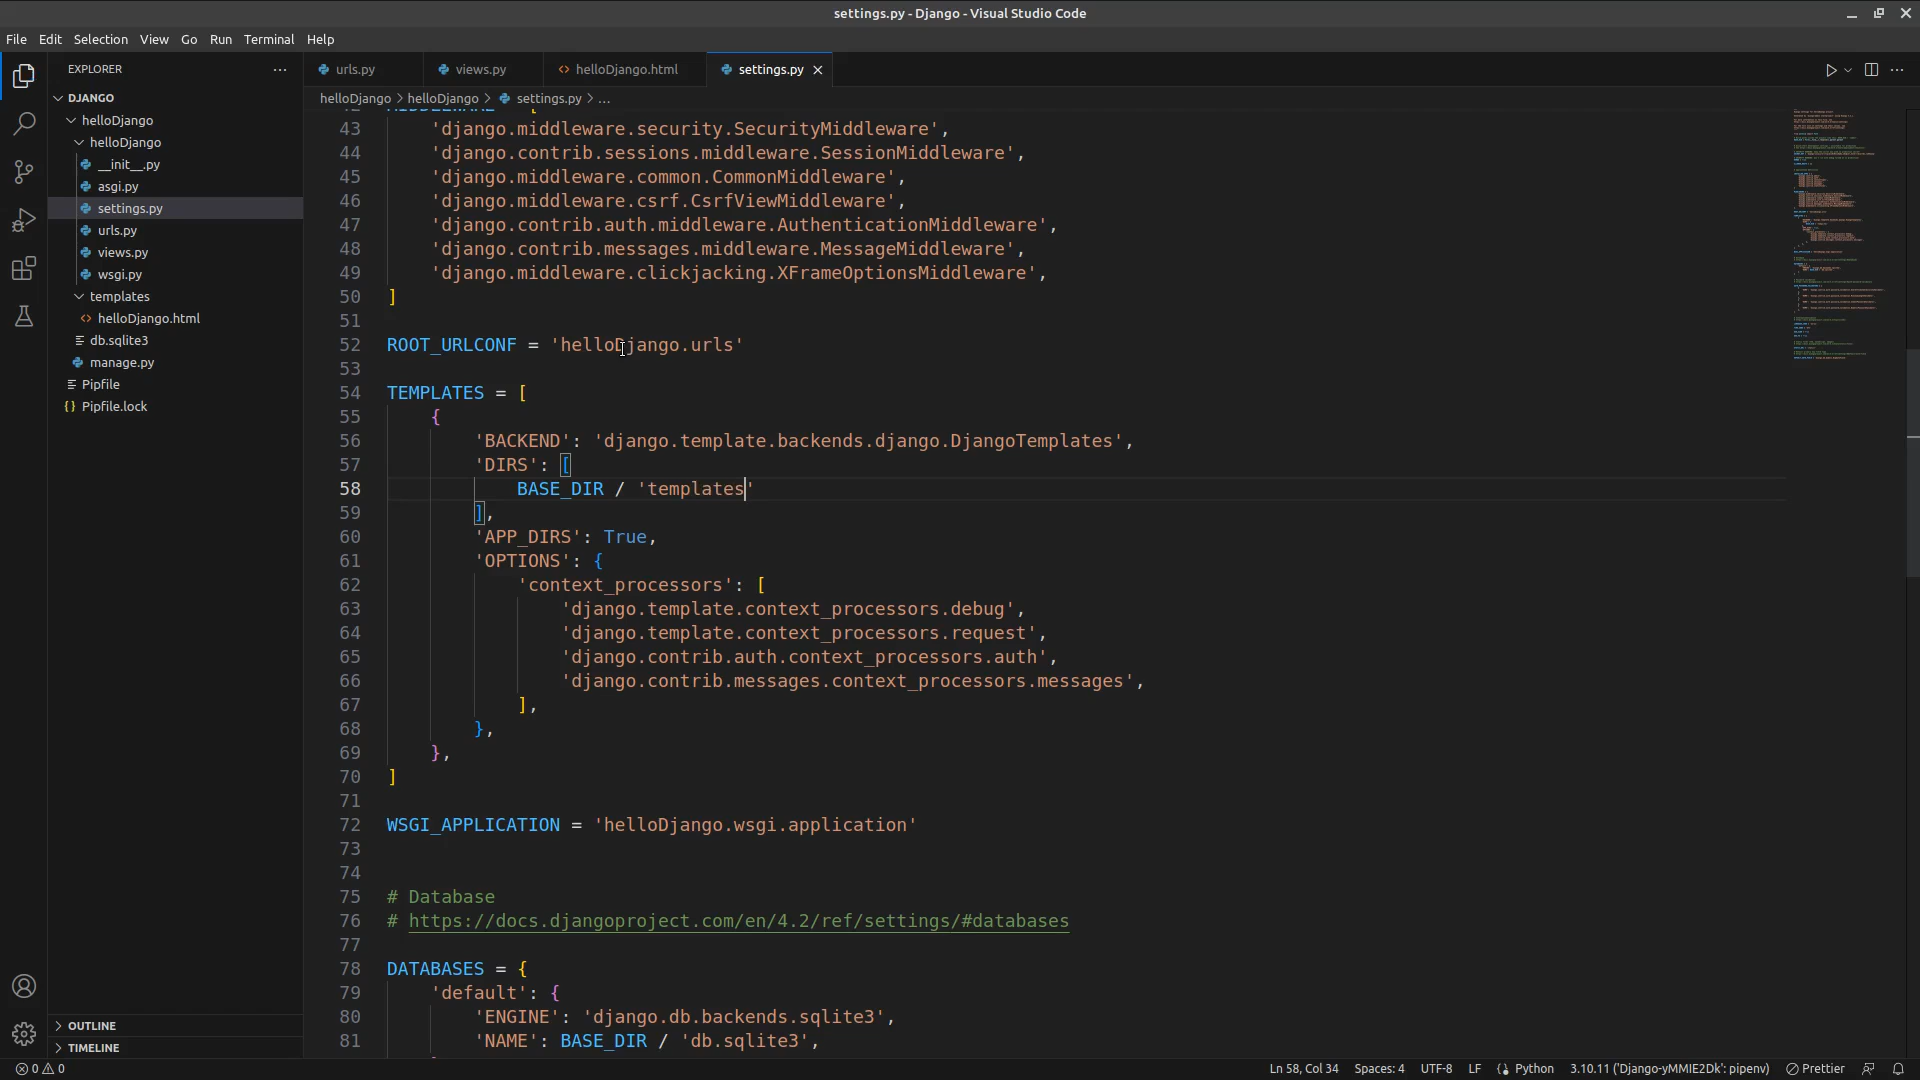 settings.py - Django - Visual Studio Code
File Edit Selection View Go Run Terminal Help
EXPLORER
DJANGO
helloDjango
helloDjango
__init__.py
asgi.py
settings.py
urls.py
views.py
wsgi.py
templates
helloDjango.html
db.sqlite3
manage.py
Pipfile
Pipfile.lock
OUTLINE
TIMELINE
urls.py views.py helloDjango.html settings.py
helloDjango > helloDjango > settings.py > ...
43 'django.middleware.security.SecurityMiddleware',
44 'django.contrib.sessions.middleware.SessionMiddleware',
45 'django.middleware.common.CommonMiddleware',
46 'django.middleware.csrf.CsrfViewMiddleware',
47 'django.contrib.auth.middleware.AuthenticationMiddleware',
48 'django.contrib.messages.middleware.MessageMiddleware',
49 'django.middleware.clickjacking.XFrameOptionsMiddleware',
50 ]
51
52 ROOT_URLCONF = 'helloDjango.urls'
53
54 TEMPLATES = [
55 {
56 'BACKEND': 'django.template.backends.django.DjangoTemplates',
57 'DIRS': [
58 BASE_DIR / 'templates'
59 ],
60 'APP_DIRS': True,
61 'OPTIONS': {
62 'context_processors': [
63 'django.template.context_processors.debug',
64 'django.template.context_processors.request',
65 'django.contrib.auth.context_processors.auth',
66 'django.contrib.messages.context_processors.messages',
67 ],
68 },
69 },
70 ]
71
72 WSGI_APPLICATION = 'helloDjango.wsgi.application'
73
74
75 # Database
76 # https://docs.djangoproject.com/en/4.2/ref/settings/#databases
77
78 DATABASES = {
79 'default': {
80 'ENGINE': 'django.db.backends.sqlite3',
81 'NAME': BASE_DIR / 'db.sqlite3',
0 0 Ln 58, Col 34 Spaces: 4 UTF-8 LF Python 3.10.11 ('Django-yMMIE2Dk': pipenv) Prettier